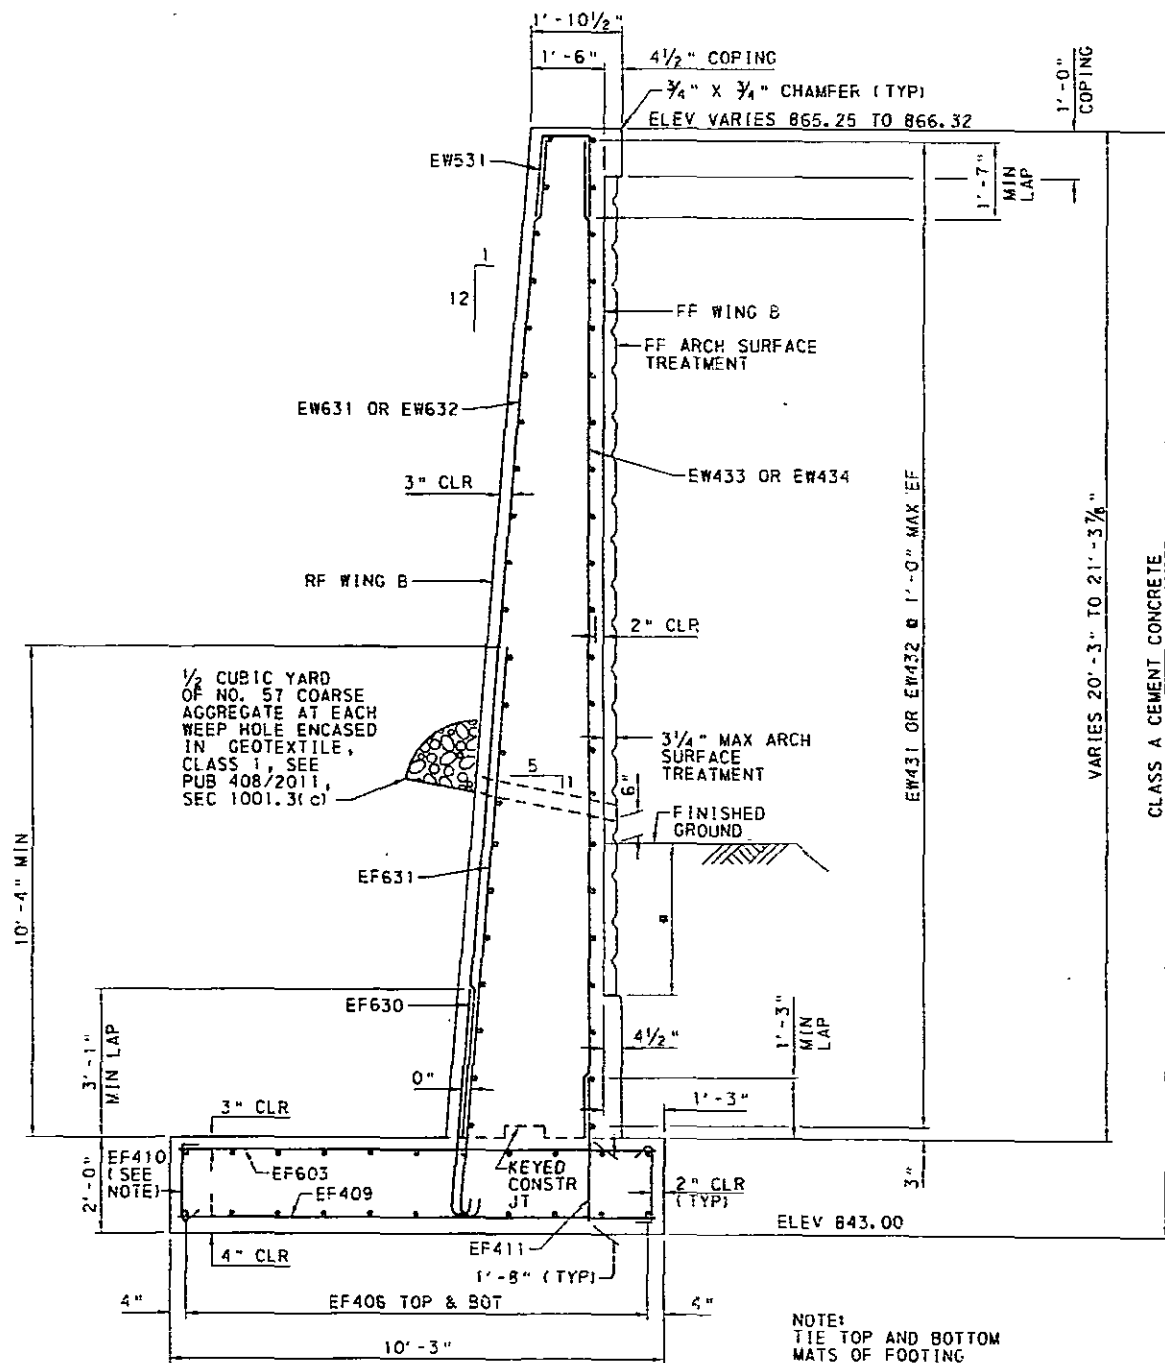 1'-10½"
1'-6"
4½" COPING
¾" X ¾" CHAMFER (TYP)
ELEV VARIES 865.25 TO 866.32
1'-0"
COPING
EW531
1'-7"
MIN
LAP
1
12
FF WING B
FF ARCH SURFACE
TREATMENT
EW631 OR EW632
EW433 OR EW434
3" CLR
RF WING B
2" CLR
EW431 OR EW432 @ 1'-0" MAX EF
VARIES 20'-3" TO 21'-3⅞"
CLASS A CEMENT CONCRETE
½ CUBIC YARD
OF NO. 57 COARSE
AGGREGATE AT EACH
WEEP HOLE ENCASED
IN GEOTEXTILE,
CLASS 1, SEE
PUB 408/2011,
SEC 1001.3(c)
5
1
3¼" MAX ARCH
SURFACE
TREATMENT
6"
FINISHED
GROUND
10'-4" MIN
EF631
EF630
3'-1"
MIN LAP
4½"
1'-3"
MIN
LAP
0"
1'-3"
3" CLR
2'-0"
EF410
(SEE
NOTE)
EF603
EF409
KEYED
CONSTR
JT
2" CLR
(TYP)
3"
ELEV 843.00
4" CLR
EF411
1'-8" (TYP)
4"
EF406 TOP & BOT
4"
10'-3"
NOTE:
TIE TOP AND BOTTOM
MATS OF FOOTING